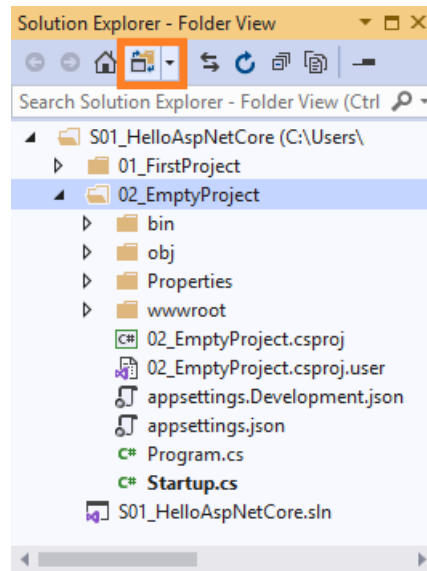 Solution Explorer - Folder View
Search Solution Explorer - Folder View (Ctrl
S01_HelloAspNetCore (C:\Users\
01_FirstProject
02_EmptyProject
bin
obj
Properties
wwwroot
C# 02_EmptyProject.csproj
02_EmptyProject.csproj.user
appsettings.Development.json
appsettings.json
C# Program.cs
C# Startup.cs
S01_HelloAspNetCore.sln